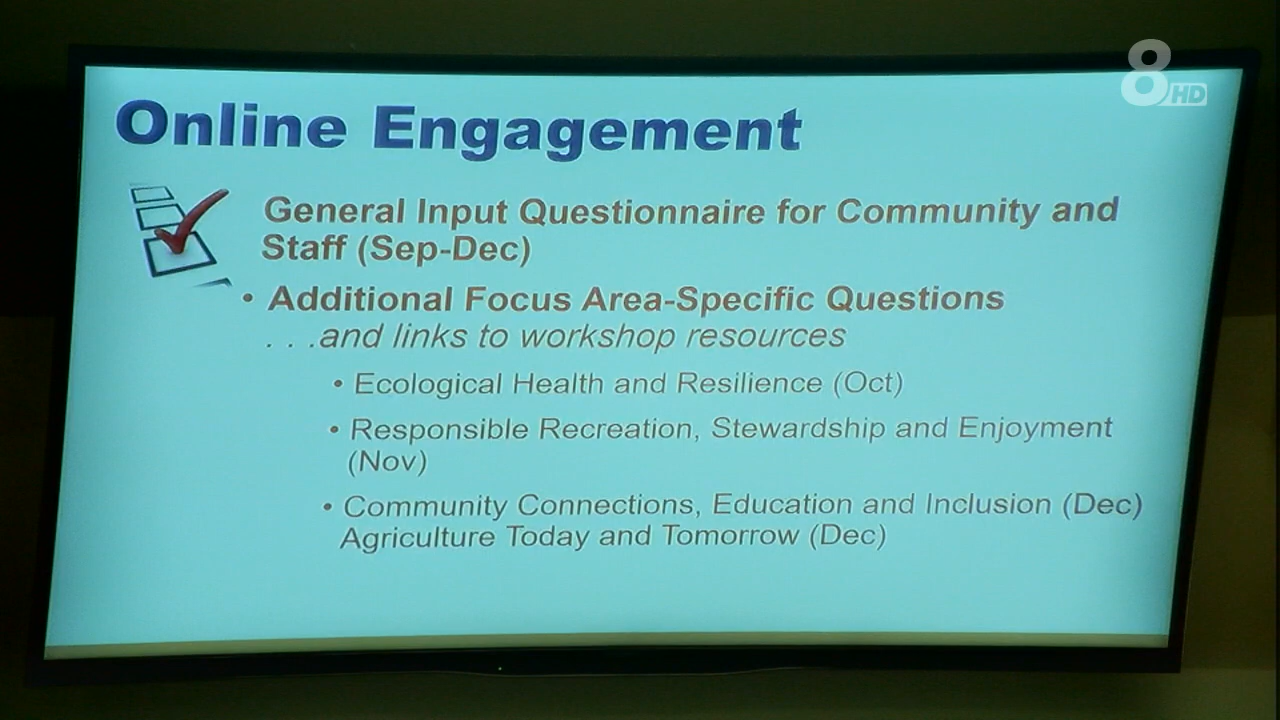 8HD
Online Engagement
General Input Questionnaire for Community and
Staff (Sep-Dec)
• Additional Focus Area-Specific Questions
. . .and links to workshop resources
• Ecological Health and Resilience (Oct)
• Responsible Recreation, Stewardship and Enjoyment
(Nov)
• Community Connections, Education and Inclusion (Dec)
Agriculture Today and Tomorrow (Dec)